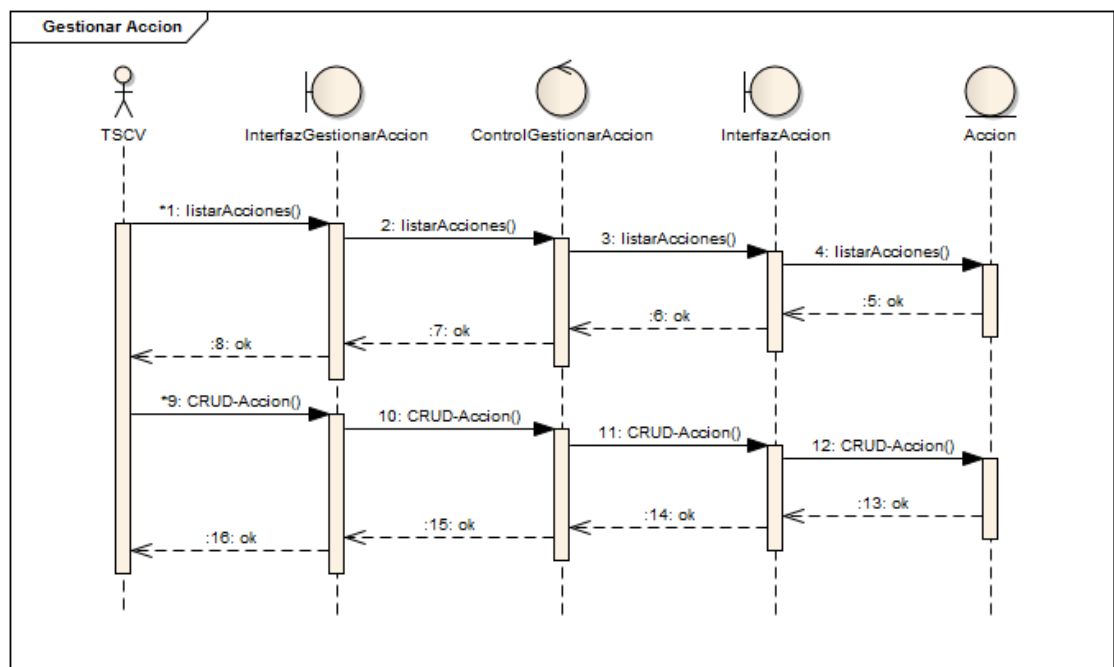 Gestionar Accion
TSCV
InterfazGestionarAccion
ControlGestionarAccion
InterfazAccion
Accion
*1: listarAcciones()
2: listarAcciones()
3: listarAcciones()
4: listarAcciones()
:5: ok
:6: ok
:7: ok
:8: ok
*9: CRUD-Accion()
10: CRUD-Accion()
11: CRUD-Accion()
12: CRUD-Accion()
:13: ok
:14: ok
:15: ok
:16: ok